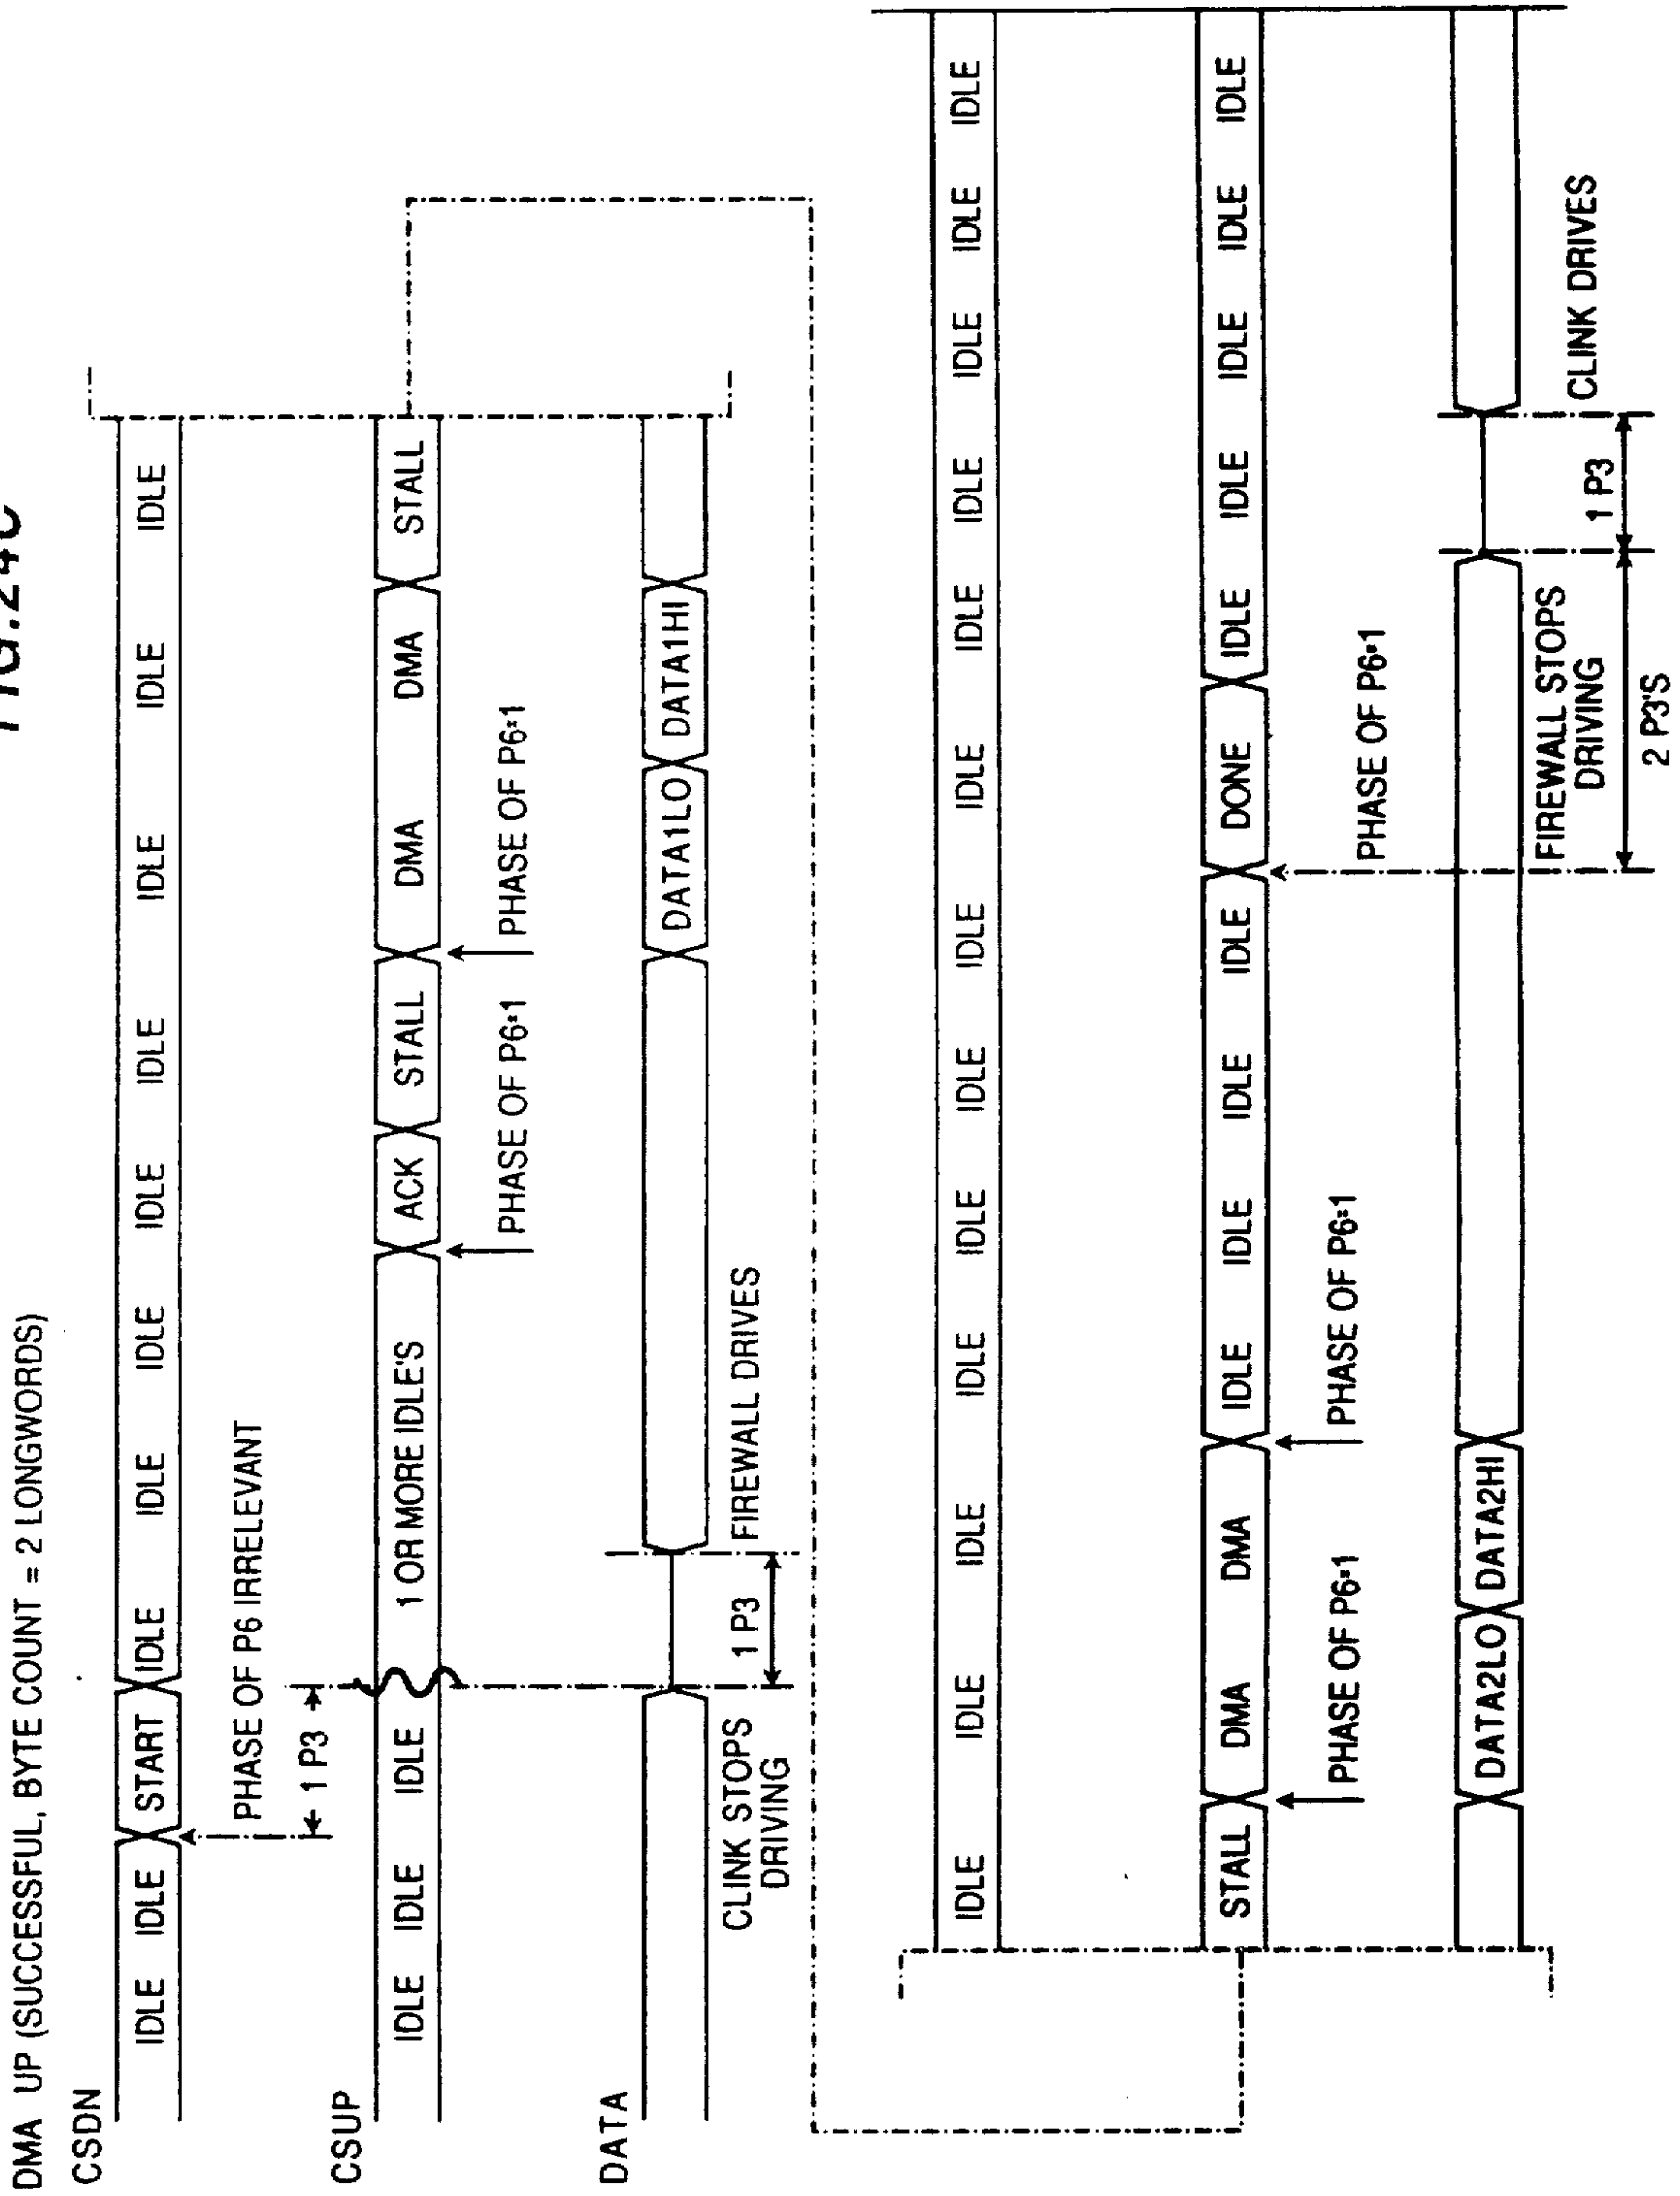 FIG.24C
DMA UP (SUCCESSFUL, BYTE COUNT = 2 LONGWORDS)
CSDN
IDLE IDLE START IDLE IDLE IDLE IDLE IDLE IDLE IDLE IDLE
PHASE OF P6 IRRELEVANT
1 P3
CSUP
IDLE IDLE IDLE 1 OR MORE IDLE'S ACK STALL DMA DMA STALL
PHASE OF P6=1 PHASE OF P6=1
DATA
DATA1LO DATA1HI
CLINK STOPS
DRIVING
1 P3
FIREWALL DRIVES
IDLE IDLE IDLE IDLE IDLE IDLE IDLE IDLE IDLE IDLE IDLE IDLE IDLE
STALL DMA DMA IDLE IDLE IDLE IDLE DONE IDLE IDLE IDLE IDLE IDLE
PHASE OF P6=1 PHASE OF P6=1 PHASE OF P6=1
DATA2LO DATA2HI
FIREWALL STOPS
DRIVING
2 P3'S
1 P3
CLINK DRIVES